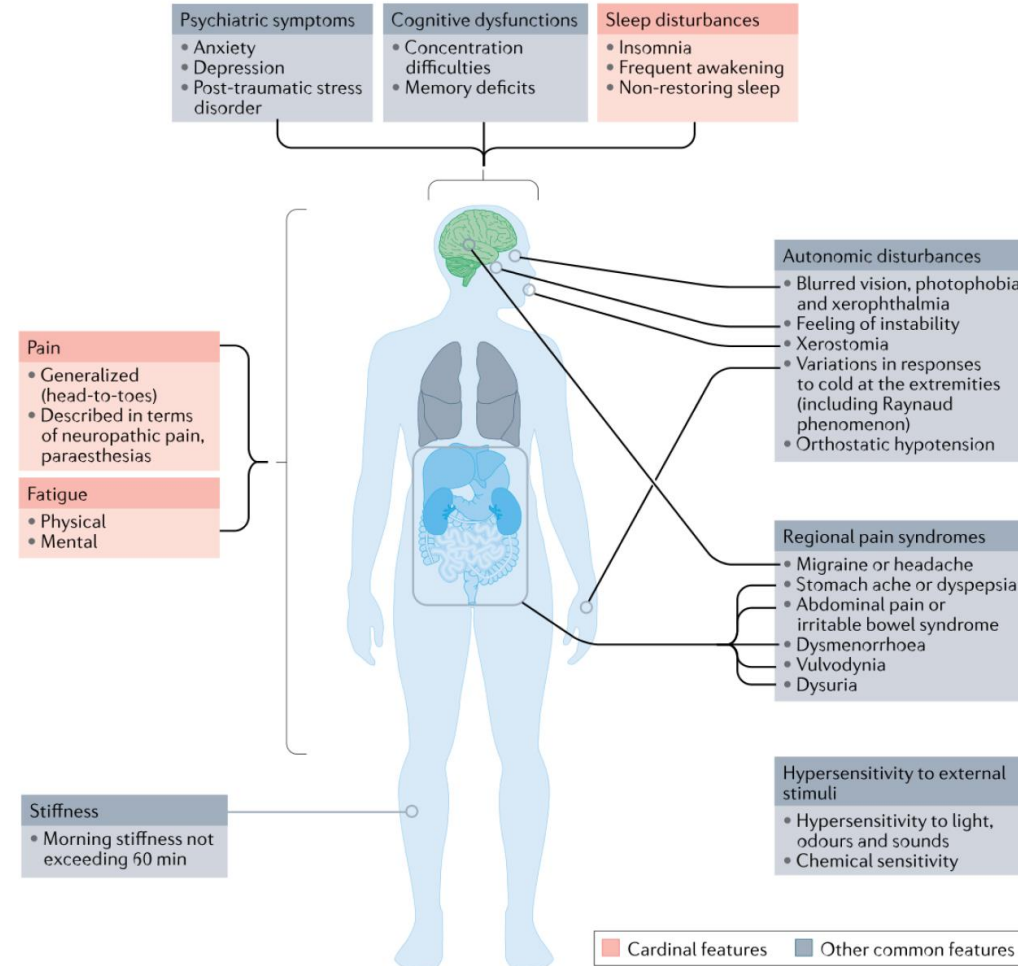 Psychiatric symptoms
• Anxiety
• Depression
• Post-traumatic stress
disorder
Cognitive dysfunctions
• Concentration
difficulties
• Memory deficits
Sleep disturbances
• Insomnia
• Frequent awakening
• Non-restoring sleep
Autonomic disturbances
• Blurred vision, photophobia
and xerophthalmia
• Feeling of instability
• Xerostomia
• Variations in responses
to cold at the extremities
(including Raynaud
phenomenon)
• Orthostatic hypotension
Pain
• Generalized
(head-to-toes)
• Described in terms
of neuropathic pain,
paraesthesias
Fatigue
• Physical
• Mental
Regional pain syndromes
• Migraine or headache
• Stomach ache or dyspepsia
• Abdominal pain or
irritable bowel syndrome
• Dysmenorrhoea
• Vulvodynia
• Dysuria
Stiffness
• Morning stiffness not
exceeding 60 min
Hypersensitivity to external
stimuli
• Hypersensitivity to light,
odours and sounds
• Chemical sensitivity
Cardinal features
Other common features